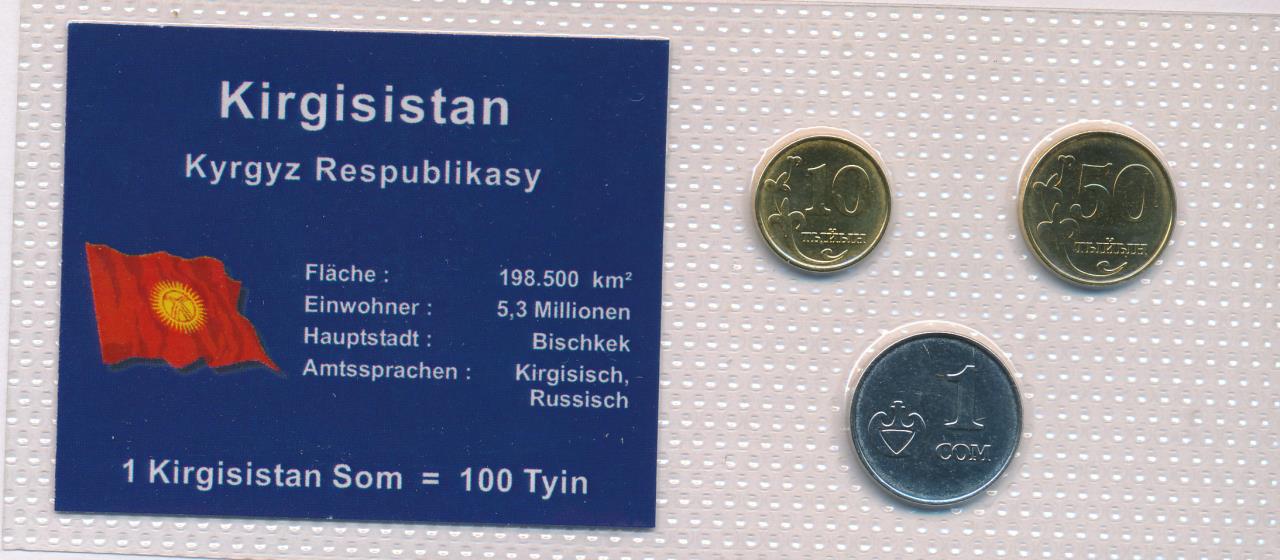 Kirgisistan
Kyrgyz Respublikasy
Fläche : 198.500 km²
Einwohner : 5,3 Millionen
Hauptstadt : Bischkek
Amtssprachen : Kirgisisch,
Russisch
1 Kirgisistan Som = 100 Tyin
10
ТЫЙЫН
50
ТЫЙЫН
1
СОМ